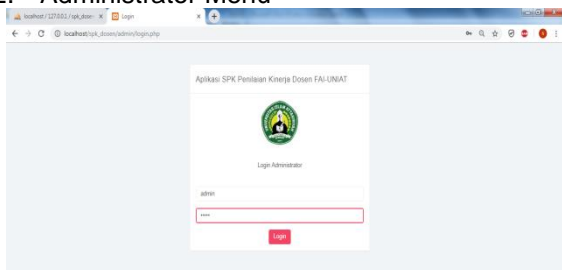 Administrator Menu
localhost / 127.0.0.1 / spk_dosen
Login
localhost/spk_dosen/admin/login.php
Aplikasi SPK Penilaian Kinerja Dosen FAI-UNIAT
Login Administrator
admin
••••
Login